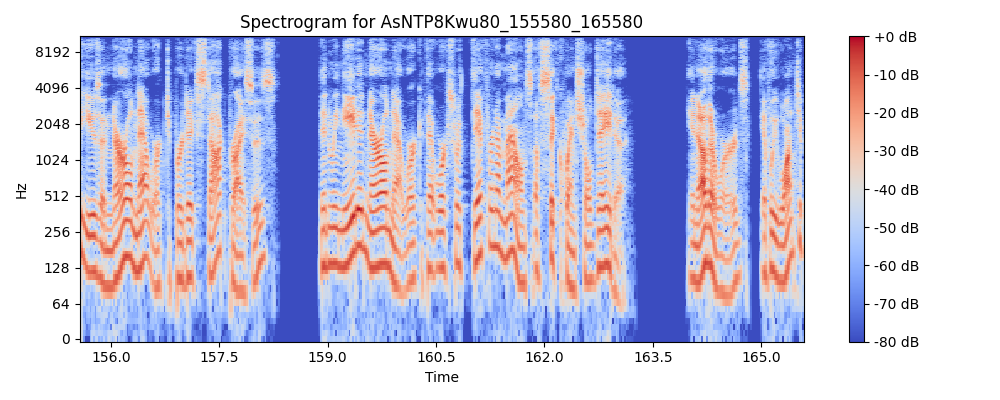 Spectrogram for AsNTP8Kwu80_155580_165580
8192
4096
2048
1024
512
256
128
64
0
Hz
156.0 157.5 159.0 160.5 162.0 163.5 165.0
Time
+0 dB
-10 dB
-20 dB
-30 dB
-40 dB
-50 dB
-60 dB
-70 dB
-80 dB